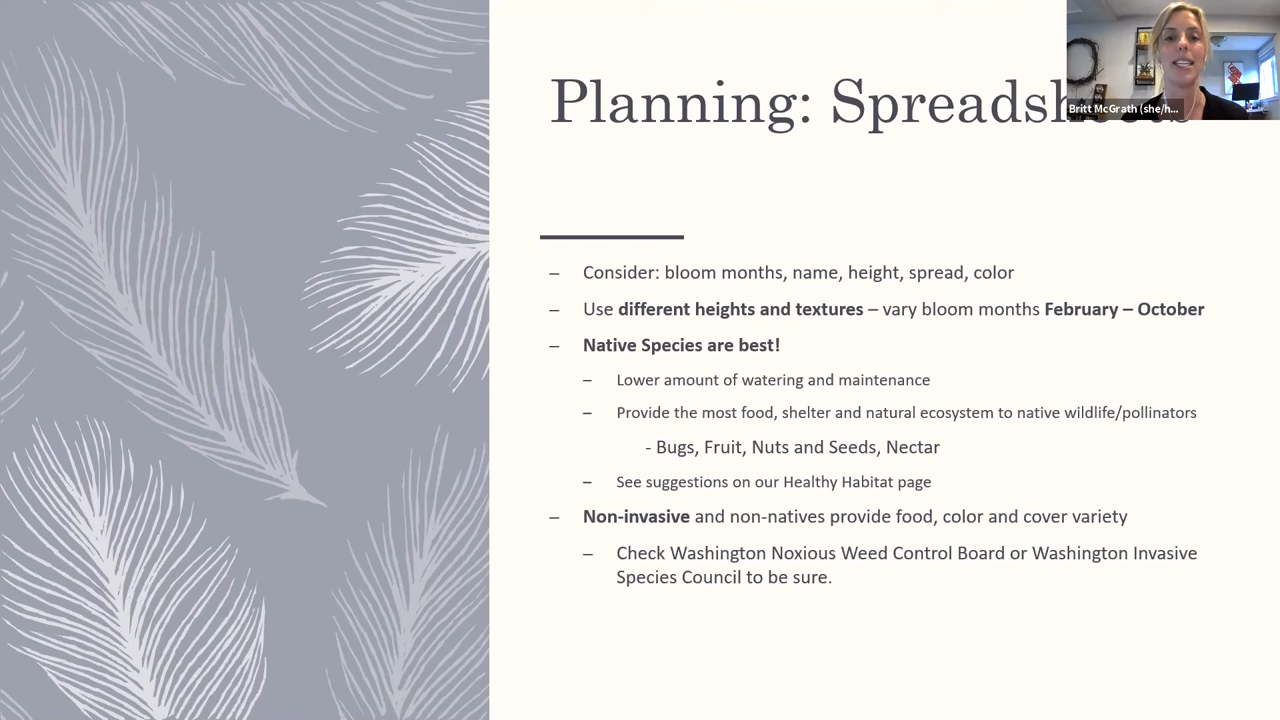 Planning:
Britt McGrath (she/h...
– Consider: bloom months, name, height, spread, color
– Use different heights and textures – vary bloom months February – October
– Native Species are best!
– Lower amount of watering and maintenance
– Provide the most food, shelter and natural ecosystem to native wildlife/pollinators
- Bugs, Fruit, Nuts and Seeds, Nectar
– See suggestions on our Healthy Habitat page
– Non-invasive and non-natives provide food, color and cover variety
– Check Washington Noxious Weed Control Board or Washington Invasive
Species Council to be sure.